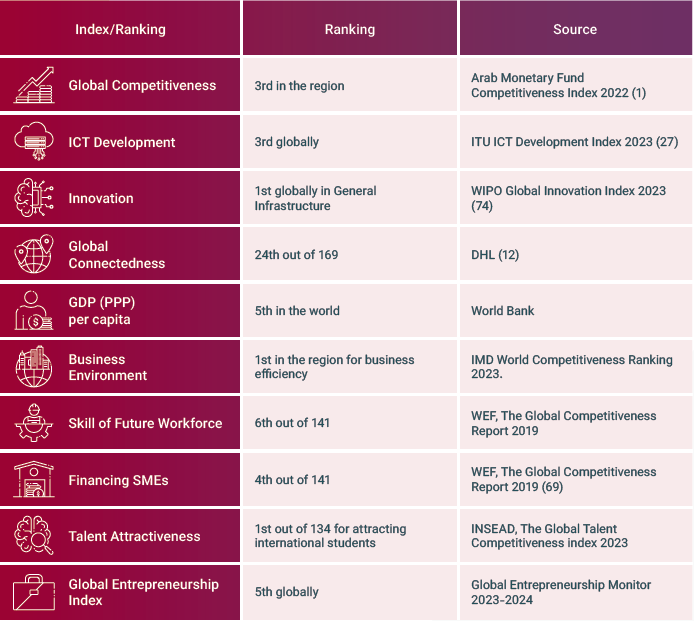 Index/Ranking
Ranking
Source
Global Competitiveness
3rd in the region
Arab Monetary Fund
Competitiveness Index 2022 (1)
ICT Development
3rd globally
ITU ICT Development Index 2023 (27)
Innovation
1st globally in General
Infrastructure
WIPO Global Innovation Index 2023
(74)
Global
Connectedness
24th out of 169
DHL (12)
GDP (PPP)
per capita
5th in the world
World Bank
Business
Environment
1st in the region for business
efficiency
IMD World Competitiveness Ranking
2023.
Skill of Future Workforce
6th out of 141
WEF, The Global Competitiveness
Report 2019
Financing SMEs
4th out of 141
WEF, The Global Competitiveness
Report 2019 (69)
Talent Attractiveness
1st out of 134 for attracting
international students
INSEAD, The Global Talent
Competitiveness index 2023
Global Entrepreneurship
Index
5th globally
Global Entrepreneurship Monitor
2023-2024